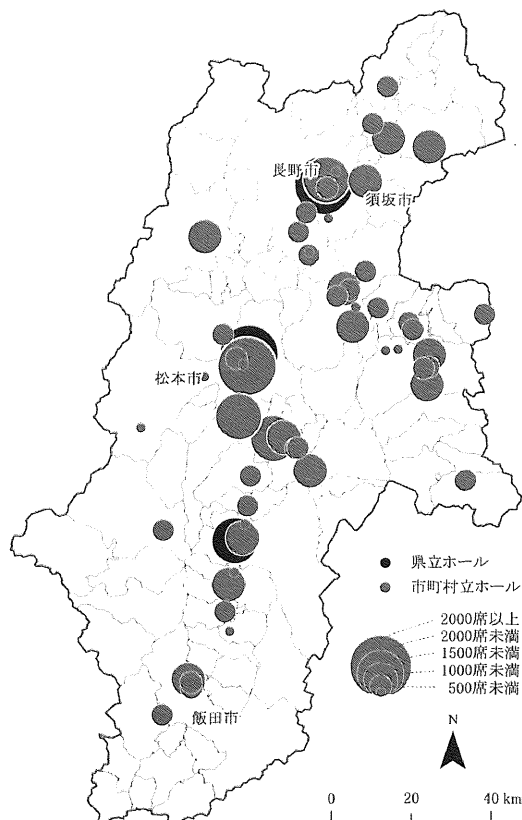 長野市
須坂市
松本市
県立ホール
市町村立ホール
2000席以上
2000席未満
1500席未満
1000席未満
500席未満
飯田市
N
0 20 40 km